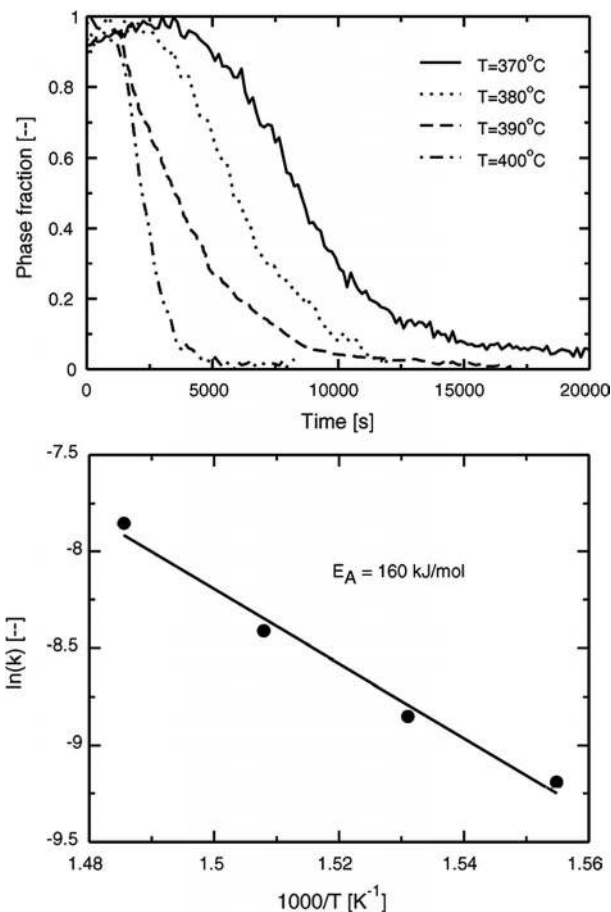 1
0.8
0.6
0.4
0.2
0
Phase fraction [--]
T=370°C
T=380°C
T=390°C
T=400°C
0 5000 10000 15000 20000
Time [s]
-7.5
-8
-8.5
-9
-9.5
ln(k) [--]
E_A = 160 kJ/mol
1.48 1.5 1.52 1.54 1.56
1000/T [K⁻¹]